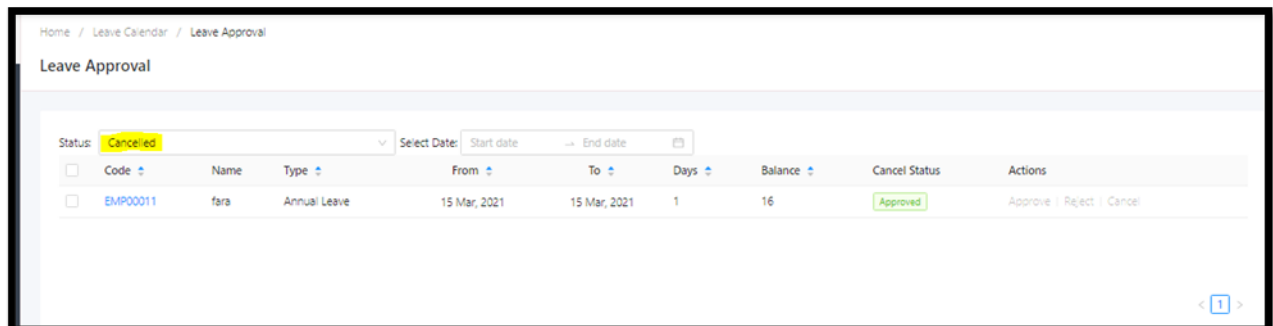 Home / Leave Calendar / Leave Approval
Leave Approval
Status: Cancelled Select Date: Start date → End date
Code Name Type From To Days Balance Cancel Status Actions
EMP00011 fara Annual Leave 15 Mar, 2021 15 Mar, 2021 1 16 Approved Approve | Reject | Cancel
< 1 >